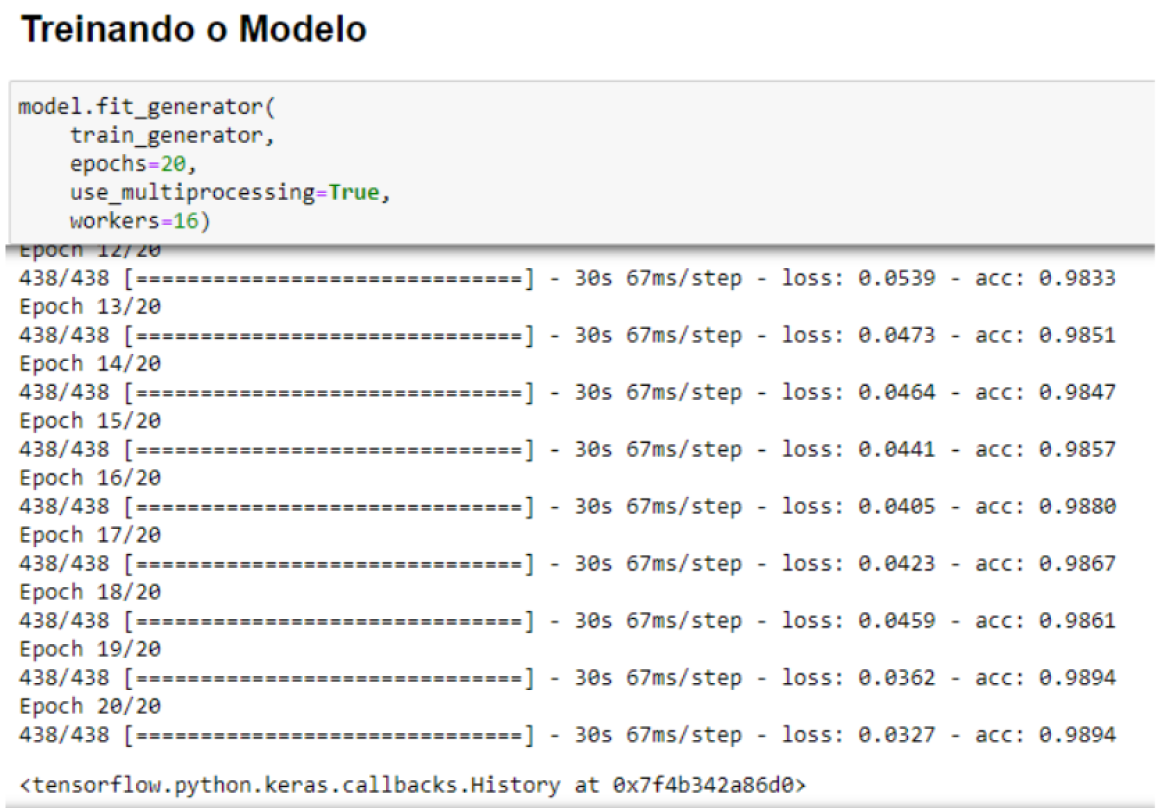 Treinando o Modelo
model.fit_generator(
    train_generator,
    epochs=20,
    use_multiprocessing=True,
    workers=16)
Epoch 12/20
438/438 [==============================] - 30s 67ms/step - loss: 0.0539 - acc: 0.9833
Epoch 13/20
438/438 [==============================] - 30s 67ms/step - loss: 0.0473 - acc: 0.9851
Epoch 14/20
438/438 [==============================] - 30s 67ms/step - loss: 0.0464 - acc: 0.9847
Epoch 15/20
438/438 [==============================] - 30s 67ms/step - loss: 0.0441 - acc: 0.9857
Epoch 16/20
438/438 [==============================] - 30s 67ms/step - loss: 0.0405 - acc: 0.9880
Epoch 17/20
438/438 [==============================] - 30s 67ms/step - loss: 0.0423 - acc: 0.9867
Epoch 18/20
438/438 [==============================] - 30s 67ms/step - loss: 0.0459 - acc: 0.9861
Epoch 19/20
438/438 [==============================] - 30s 67ms/step - loss: 0.0362 - acc: 0.9894
Epoch 20/20
438/438 [==============================] - 30s 67ms/step - loss: 0.0327 - acc: 0.9894
<tensorflow.python.keras.callbacks.History at 0x7f4b342a86d0>